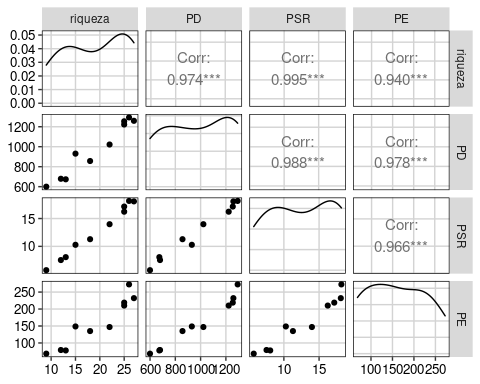 riqueza PD PSR PE
0.05
0.04
0.03
0.02
0.01
0.00
Corr:
0.974***
Corr:
0.995***
Corr:
0.940***
riqueza
1200
1000
800
600
Corr:
0.988***
Corr:
0.978***
PD
15
10
Corr:
0.966***
PSR
250
200
150
100
PE
10 15 20 25
600 800 1000 1200
10 15
100 150 200 250